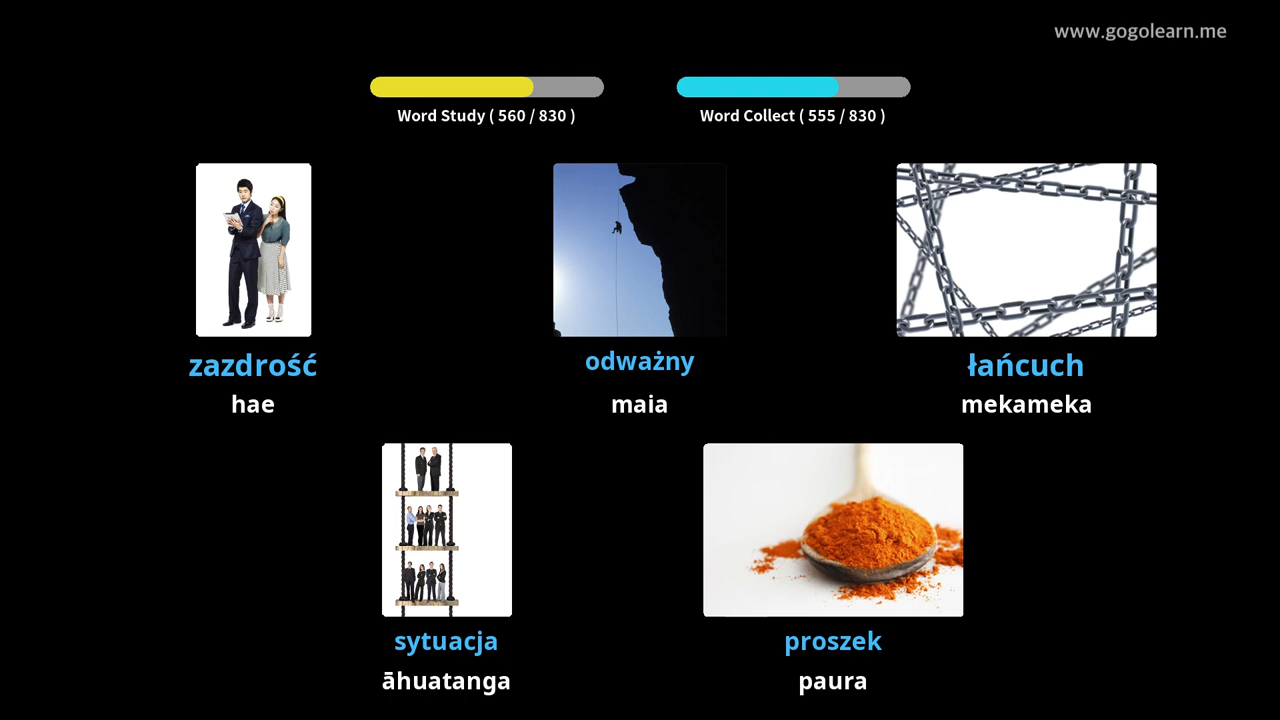 www.gogolearn.me
Word Study ( 560 / 830 )
Word Collect ( 555 / 830 )
zazdrość
hae
odważny
maia
łańcuch
mekameka
sytuacja
āhuatanga
proszek
paura